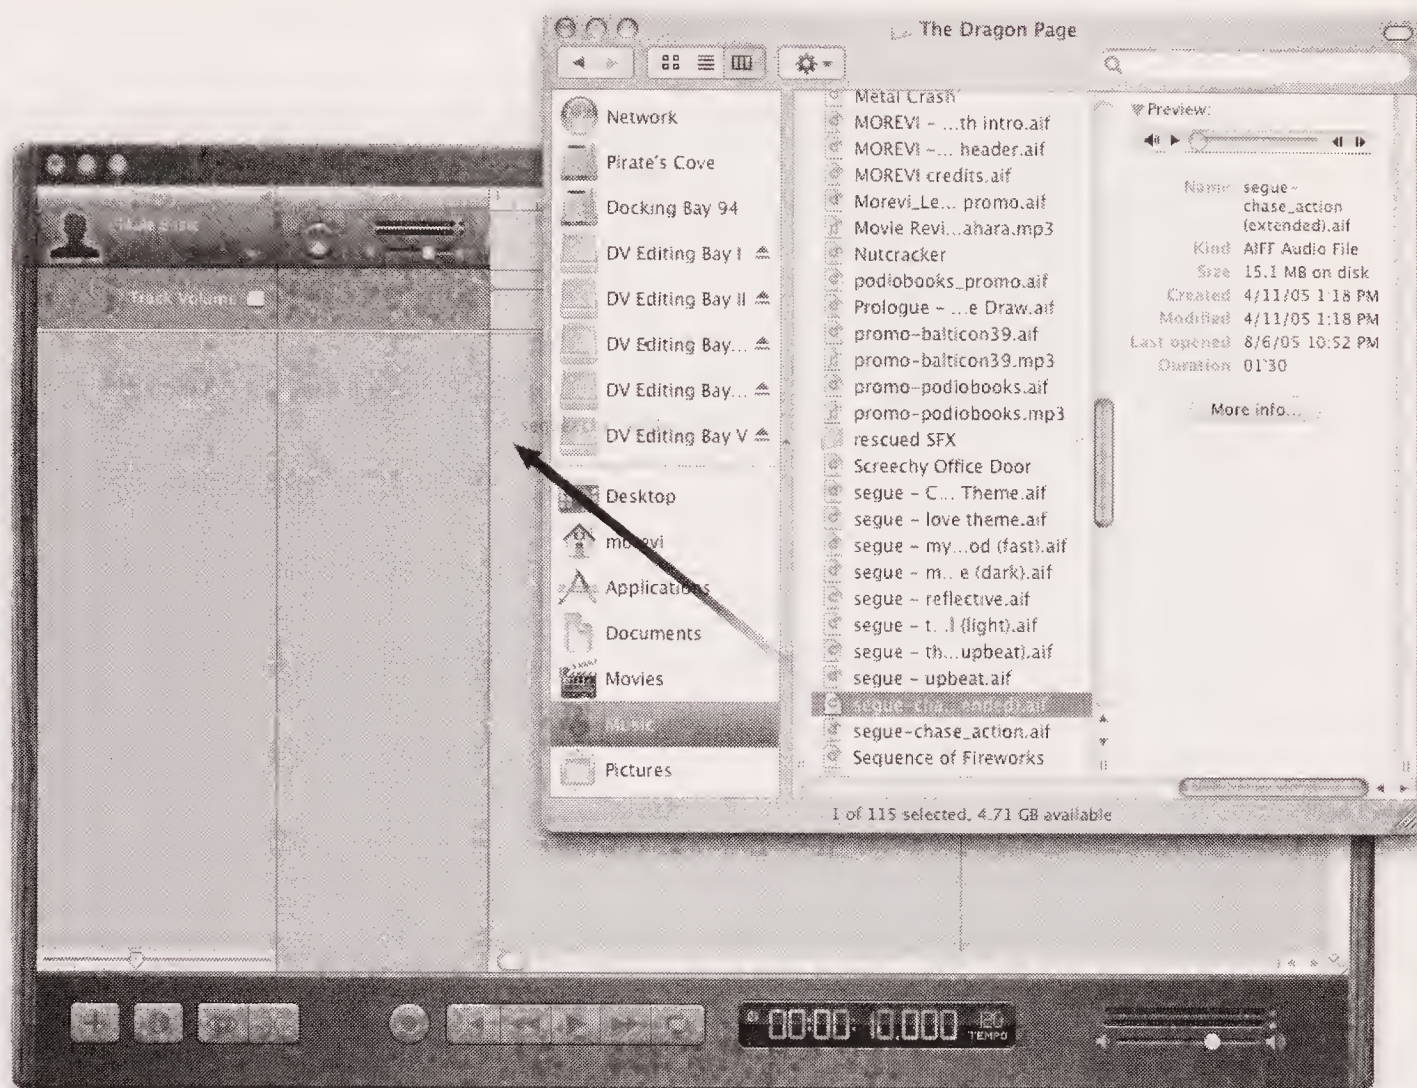 The Dragon Page
Network
Pirate's Cove
Docking Bay 94
DV Editing Bay I
DV Editing Bay II
DV Editing Bay...
DV Editing Bay...
DV Editing Bay V
Desktop
morevi
Applications
Documents
Movies
Music
Pictures
Metal Crash
MOREVI - ...th intro.aif
MOREVI -... header.aif
MOREVI credits.aif
Morevi_Le... promo.aif
Movie Revi...ahara.mp3
Nutcracker
podiobooks_promo.aif
Prologue - ...e Draw.aif
promo-balticon39.aif
promo-balticon39.mp3
promo-podiobooks.aif
promo-podiobooks.mp3
rescued SFX
Screechy Office Door
segue - C... Theme.aif
segue - love theme.aif
segue - my...od (fast).aif
segue - m... e (dark).aif
segue - reflective.aif
segue - t...l (light).aif
segue - th...upbeat).aif
segue - upbeat.aif
segue-cha...ended).aif
segue-chase_action.aif
Sequence of Fireworks
Preview:
Name segue-
chase_action
(extended).aif
Kind AIFF Audio File
Size 15.1 MB on disk
Created 4/11/05 1:18 PM
Modified 4/11/05 1:18 PM
Last opened 8/6/05 10:52 PM
Duration 01'30
More info...
1 of 115 selected, 4.71 GB available
Track Volume
00:00:10.000 120
TEMPO